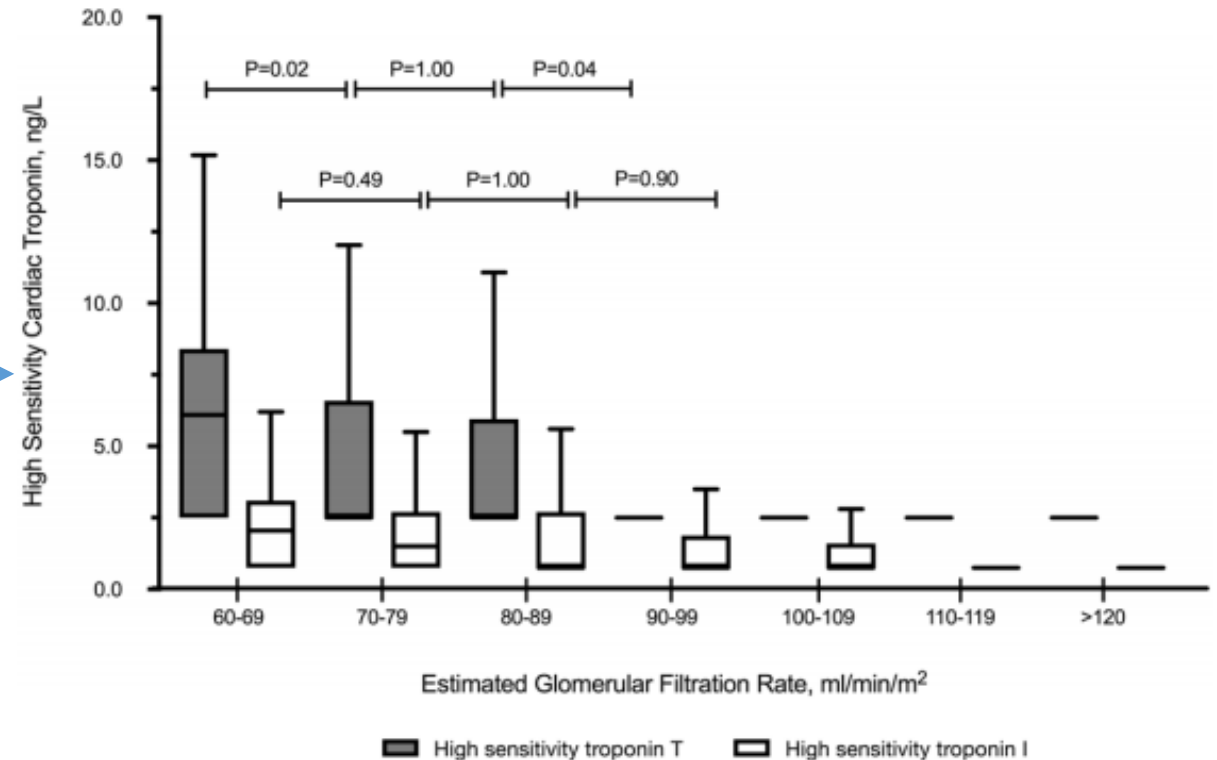 20.0
P=0.02 P=1.00 P=0.04
15.0
P=0.49 P=1.00 P=0.90
10.0
5.0
0.0
High Sensitivity Cardiac Troponin, ng/L
60-69 70-79 80-89 90-99 100-109 110-119 >120
Estimated Glomerular Filtration Rate, ml/min/m²
High sensitivity troponin T High sensitivity troponin I